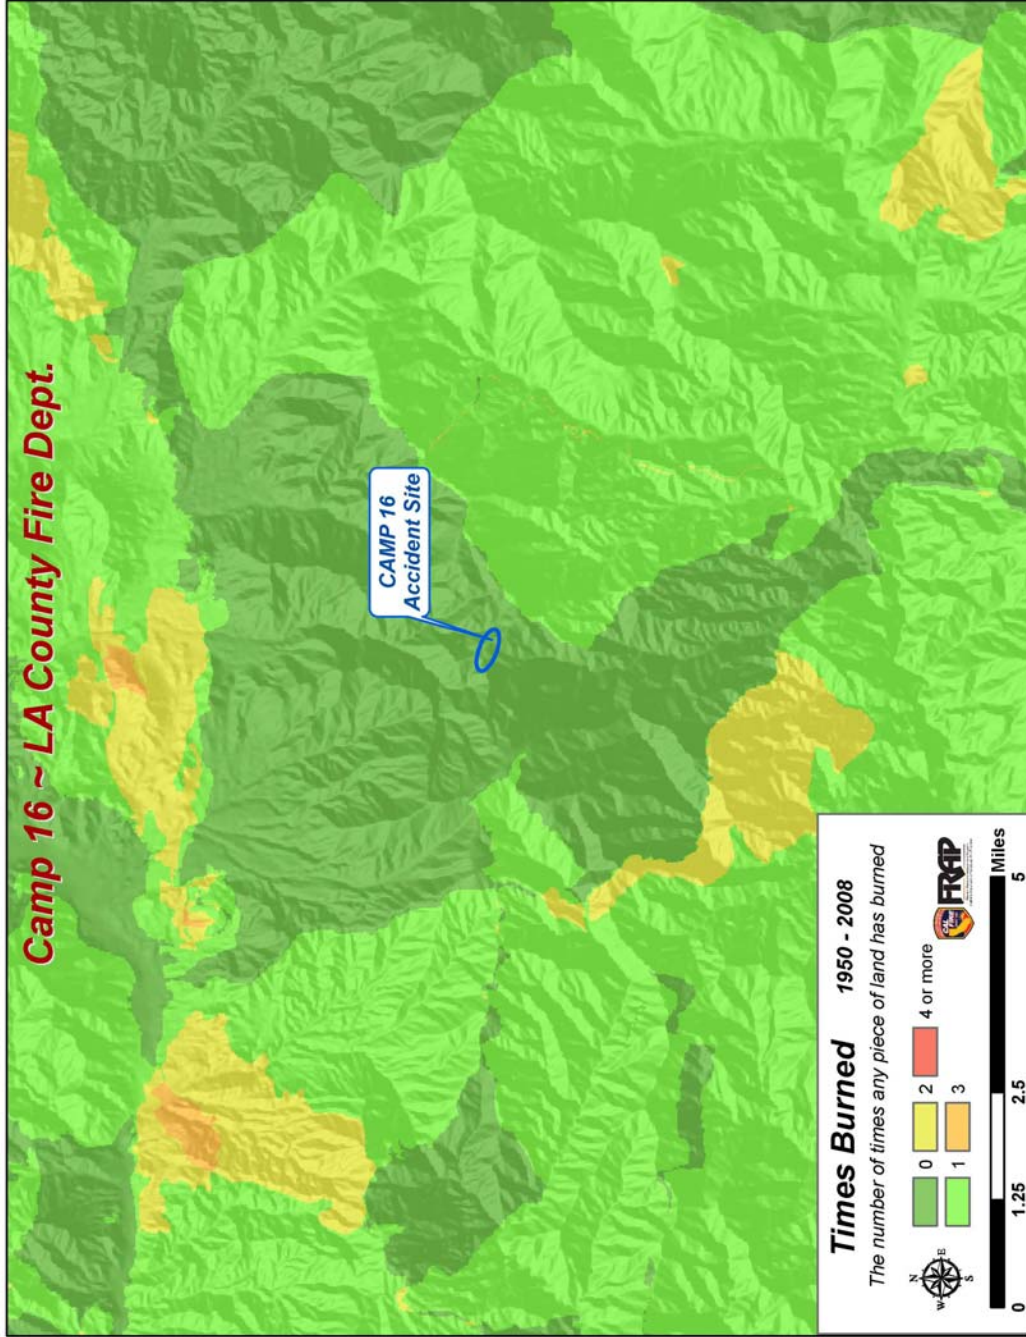 Camp 16 ~ LA County Fire Dept.
CAMP 16
Accident Site
Times Burned 1950 - 2008
The number of times any piece of land has burned
0 2 4 or more
1 3
N
W E
S
CAL
FIRE
FRAP
0 1.25 2.5 5
Miles